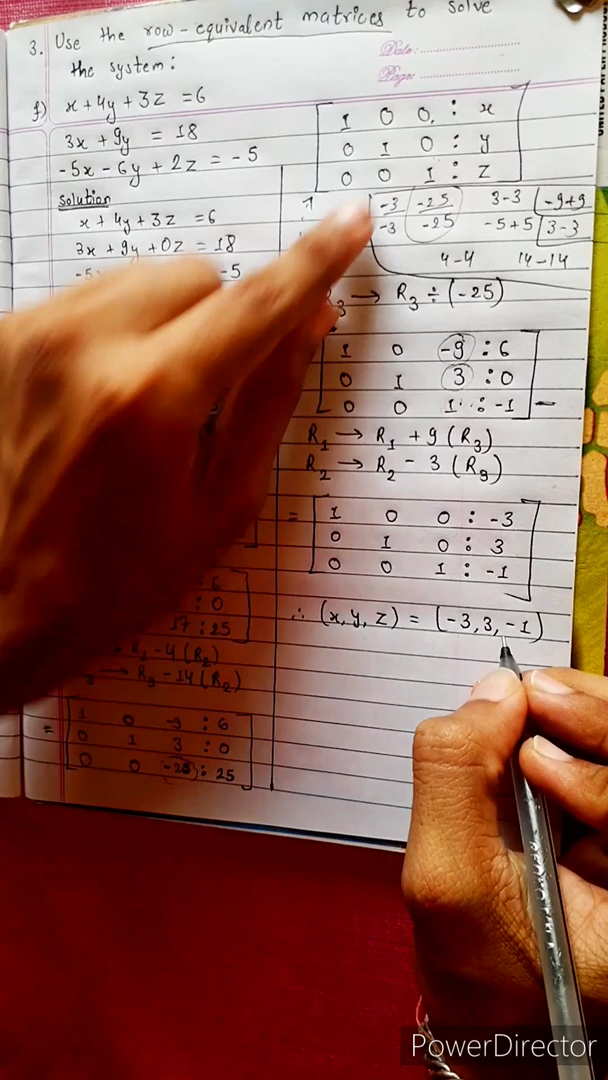 3. Use the row-equivalent matrices to solve
the system:
Date:
Page:
f) x+4y+3z =6
3x+9y =18
-5x-6y+2z=-5
Solution
x+4y+3z =6
3x+9y+0z =18
-5
6
: 0
17 : 25
R₁-4(R₂)
→ R₃-14(R₂)
= 1 0 -9 : 6
0 1 3 : 0
0 0 -25 : 25
1 0 0 : x
0 1 0 : y
0 0 1 : z
-3 -25 3-3 -9+9
-3 -25 -5+5 3-3
4-4 14-14
R₃ → R₃ ÷ (-25)
1 0 -9 : 6
0 1 3 : 0
0 0 1 : -1
R₁ → R₁ + 9(R₃)
R₂ → R₂ - 3(R₃)
= 1 0 0 : -3
0 1 0 : 3
0 0 1 : -1
∴ (x,y,z) = (-3,3,-1)
PowerDirector